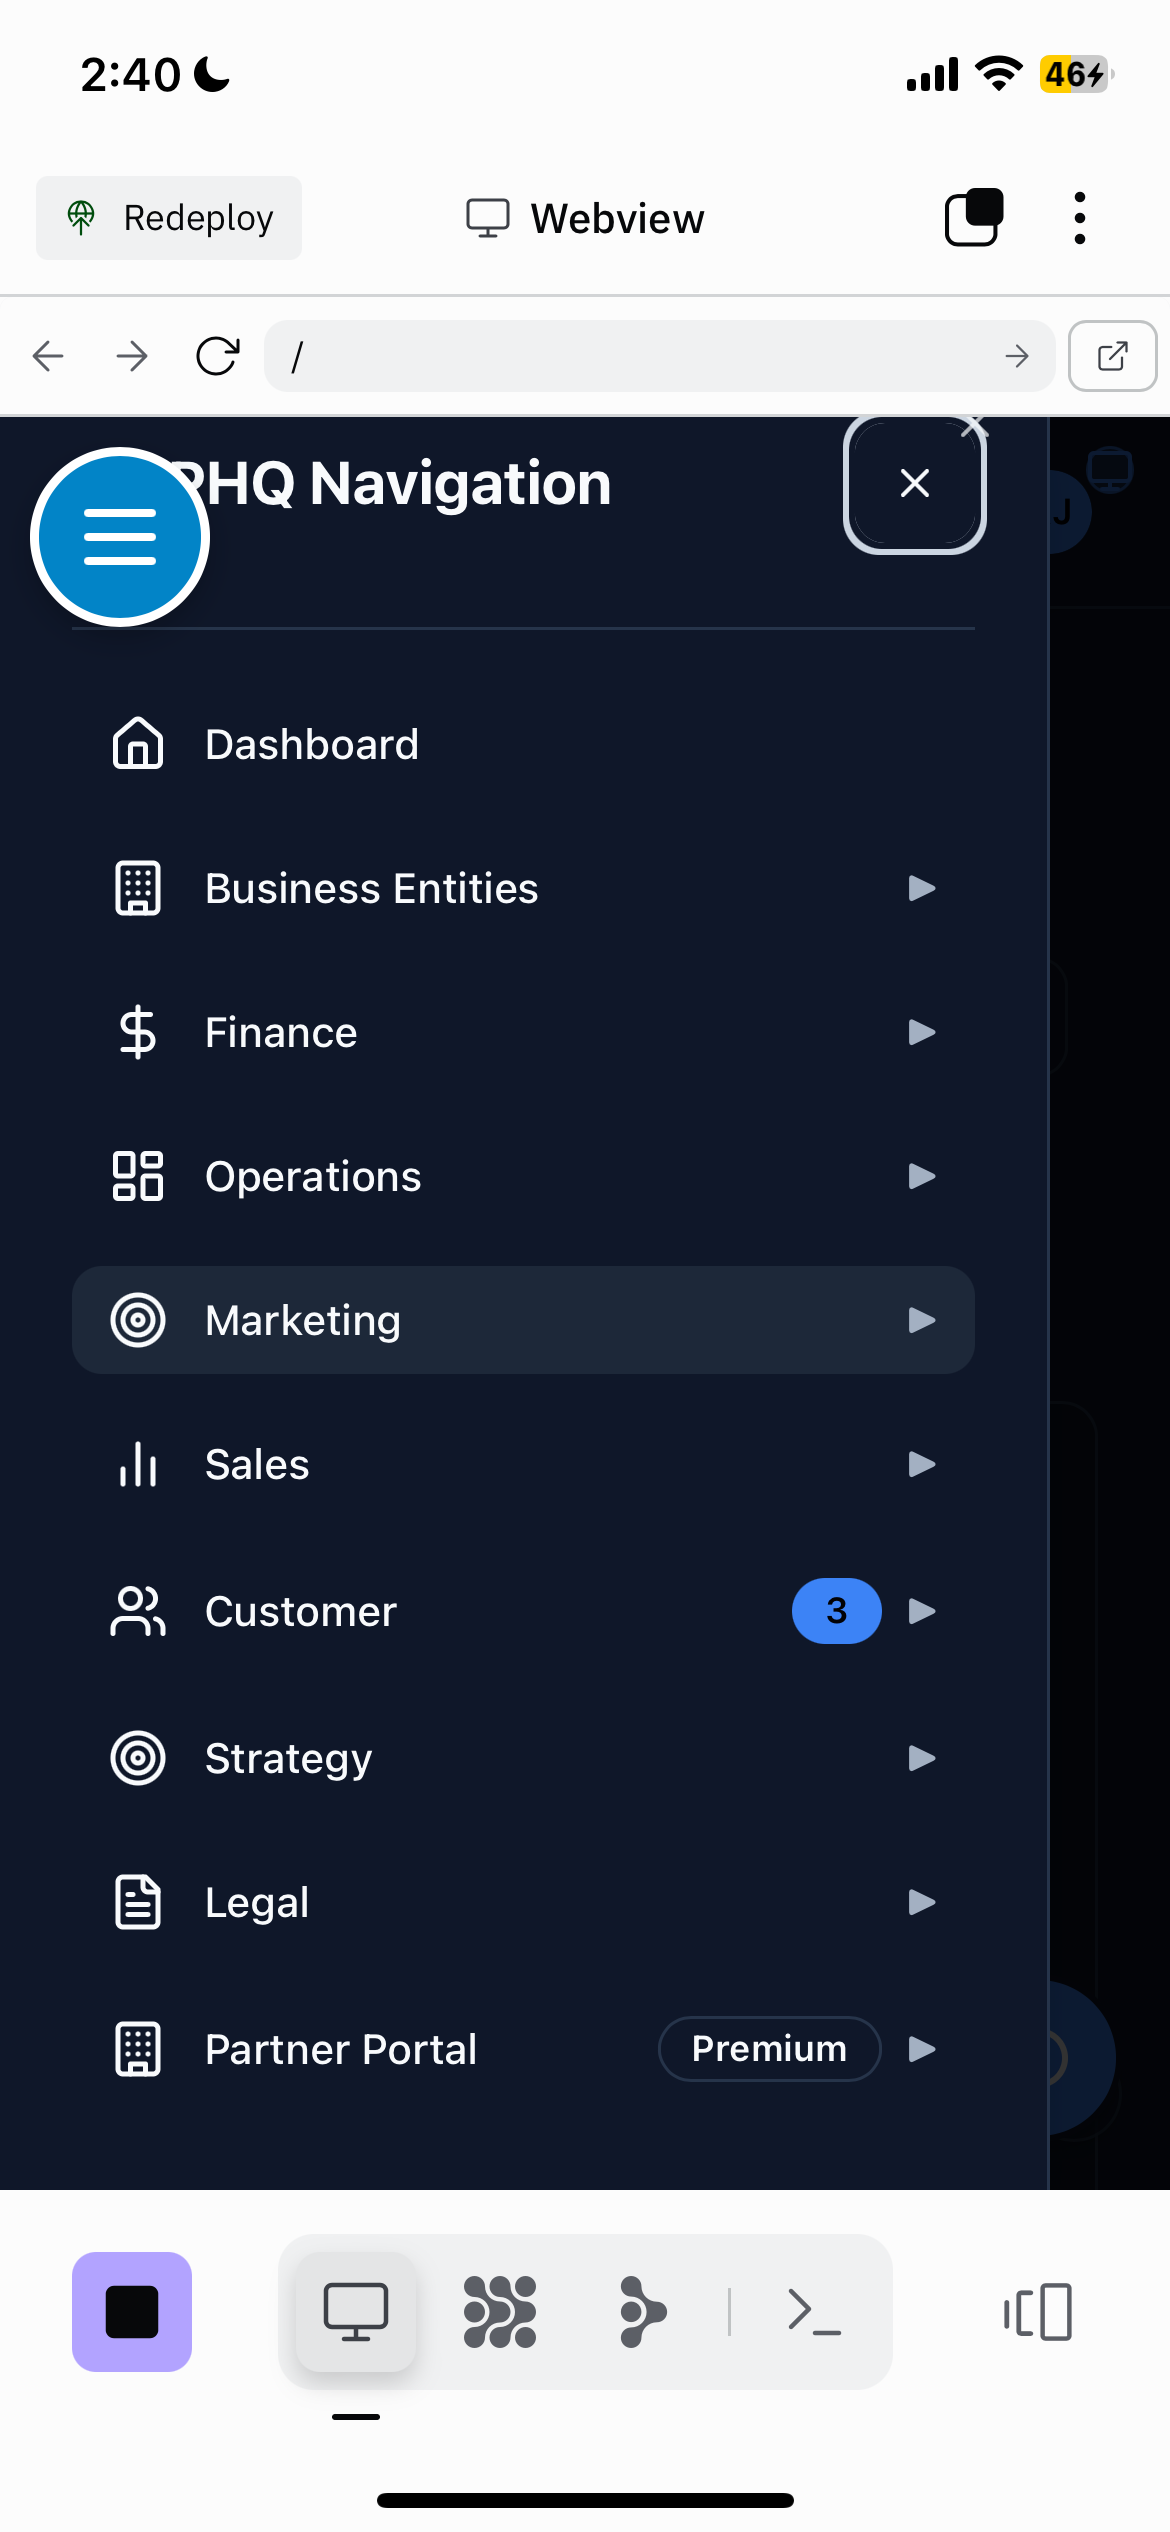 2:40
46
Redeploy
Webview
/
PHQ Navigation
J
Dashboard
Business Entities
Finance
Operations
Marketing
Sales
Customer
3
Strategy
Legal
Partner Portal
Premium